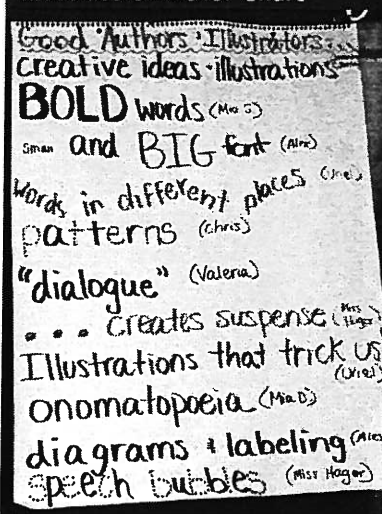 Good Authors · Illustrators...
creative ideas · illustrations
BOLD words (Mia S)
small and BIG font (Alex)
words in different places (Uriel)
patterns (Chris)
"dialogue" (Valeria)
... creates suspense (Miss Hager)
Illustrations that trick us (Uriel)
onomatopoeia (Mia D)
diagrams + labeling (Alex)
speech bubbles (Miss Hager)